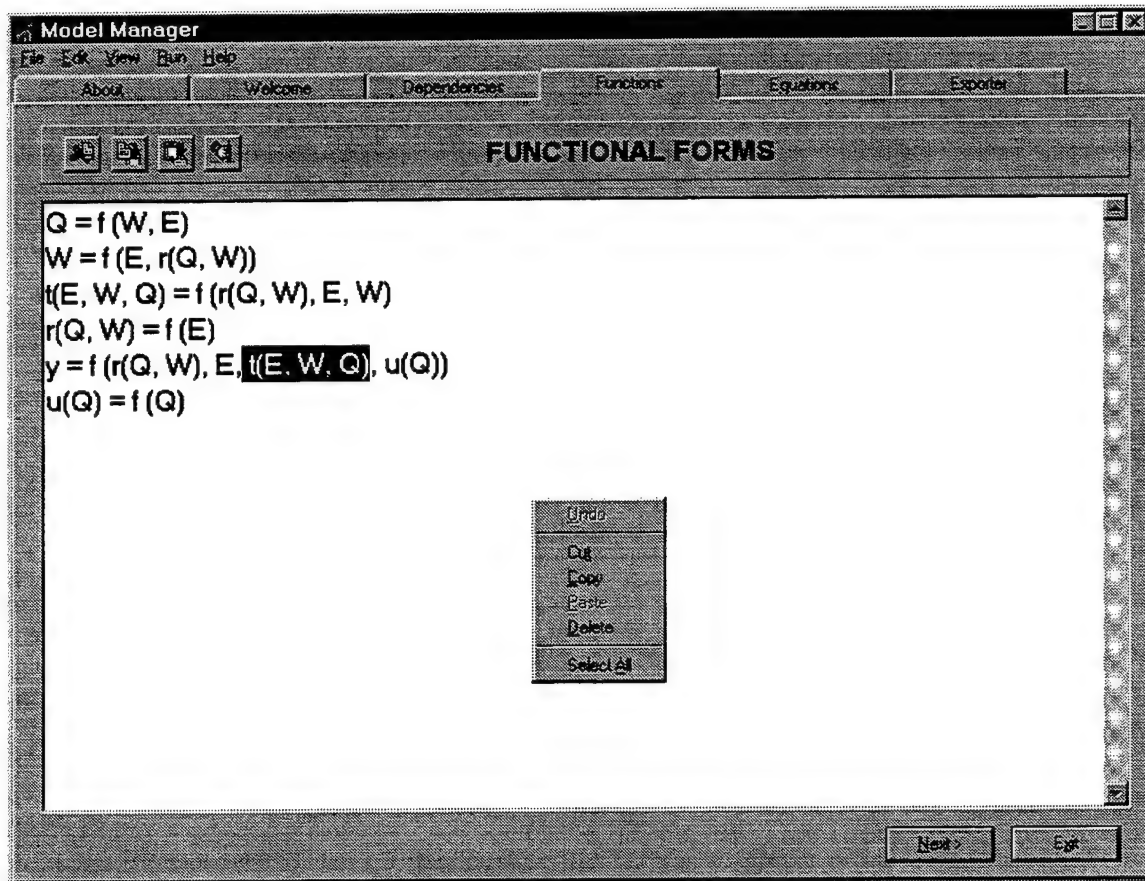 Model Manager
File Edit View Run Help
About Welcome Dependencies Functions Equations Exporter
FUNCTIONAL FORMS
Q = f (W, E)
W = f (E, r(Q, W))
t(E, W, Q) = f (r(Q, W), E, W)
r(Q, W) = f (E)
y = f (r(Q, W), E, t(E, W, Q), u(Q))
u(Q) = f (Q)
Undo
Cut
Copy
Paste
Delete
Select All
Next > Exit